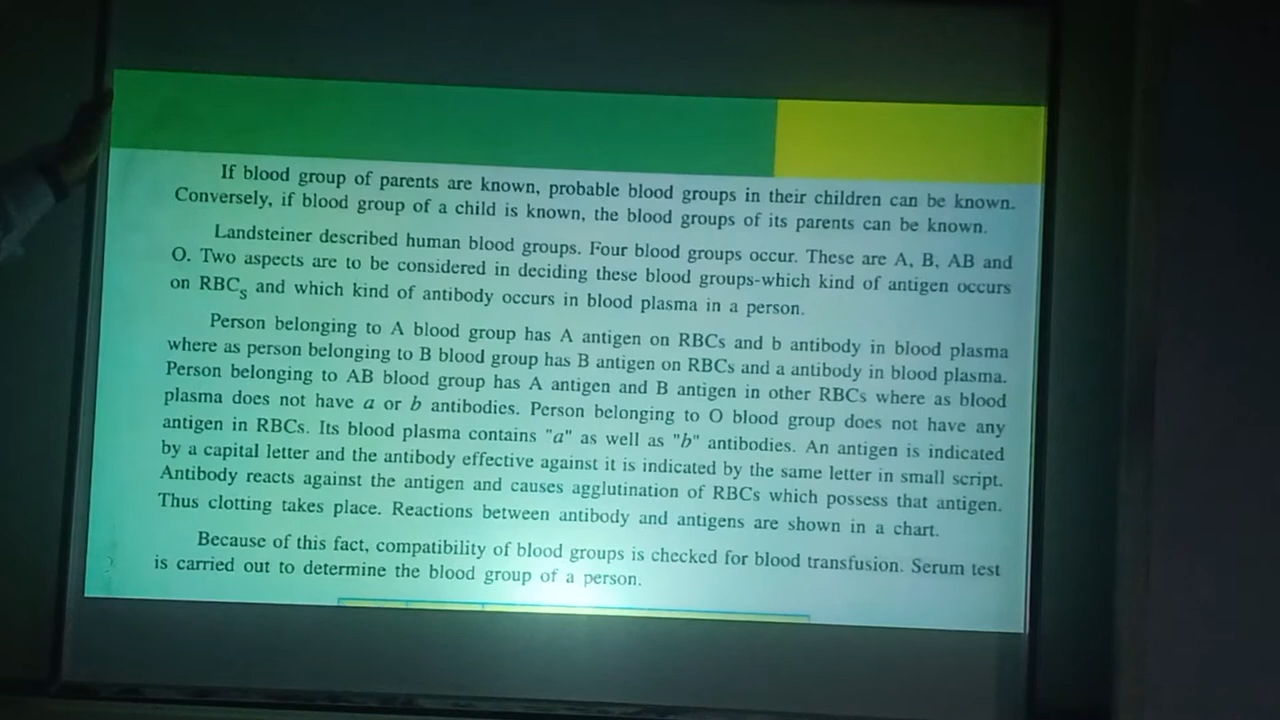 If blood group of parents are known, probable blood groups in their children can be known.
Conversely, if blood group of a child is known, the blood groups of its parents can be known.
Landsteiner described human blood groups. Four blood groups occur. These are A, B, AB and
O. Two aspects are to be considered in deciding these blood groups-which kind of antigen occurs
on RBCs and which kind of antibody occurs in blood plasma in a person.
Person belonging to A blood group has A antigen on RBCs and b antibody in blood plasma
where as person belonging to B blood group has B antigen on RBCs and a antibody in blood plasma.
Person belonging to AB blood group has A antigen and B antigen in other RBCs where as blood
plasma does not have a or b antibodies. Person belonging to O blood group does not have any
antigen in RBCs. Its blood plasma contains "a" as well as "b" antibodies. An antigen is indicated
by a capital letter and the antibody effective against it is indicated by the same letter in small script.
Antibody reacts against the antigen and causes agglutination of RBCs which possess that antigen.
Thus clotting takes place. Reactions between antibody and antigens are shown in a chart.
Because of this fact, compatibility of blood groups is checked for blood transfusion. Serum test
is carried out to determine the blood group of a person.